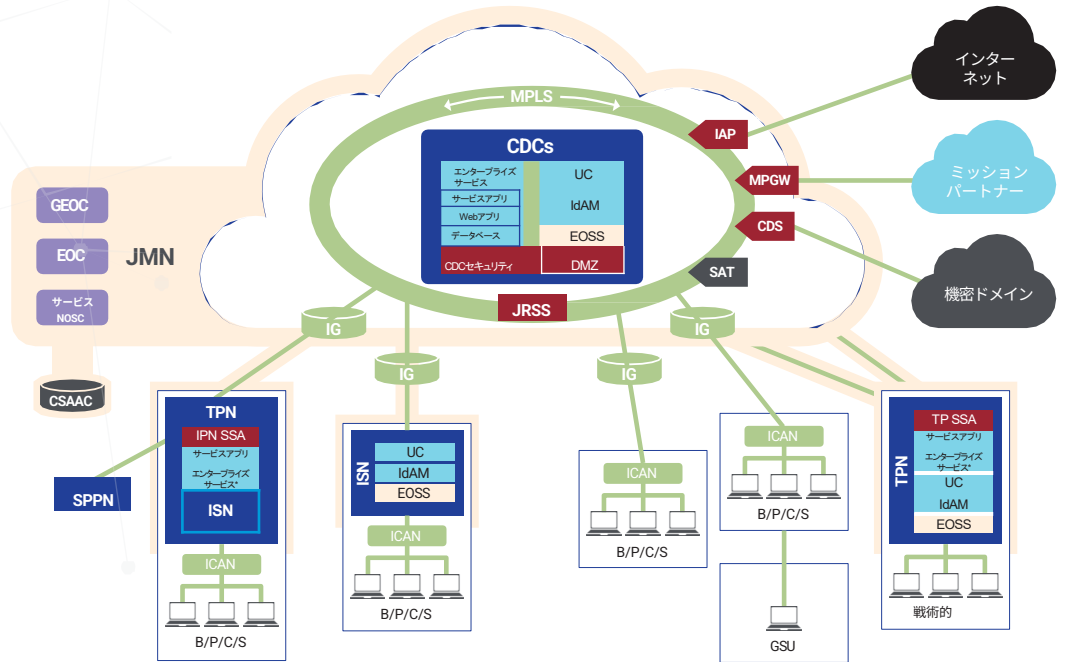 MPLS
インター
ネット
ミッション
パートナー
機密ドメイン
IAP
MPGW
CDS
SAT
CDCs
エンタープライズ
サービス
サービスアプリ
Webアプリ
データベース
CDCセキュリティ
UC
IdAM
EOSS
DMZ
JRSS
GEOC
EOC
サービス
NOSC
JMN
CSAAC
IG
IG
IG
IG
SPPN
TPN
IPN SSA
サービスアプリ
エンタープライズ
サービス*
ISN
ICAN
B/P/C/S
ISN
UC
IdAM
EOSS
ICAN
B/P/C/S
ICAN
B/P/C/S
ICAN
B/P/C/S
GSU
TPN
TP SSA
サービスアプリ
エンタープライズ
サービス*
UC
IdAM
EOSS
戦術的